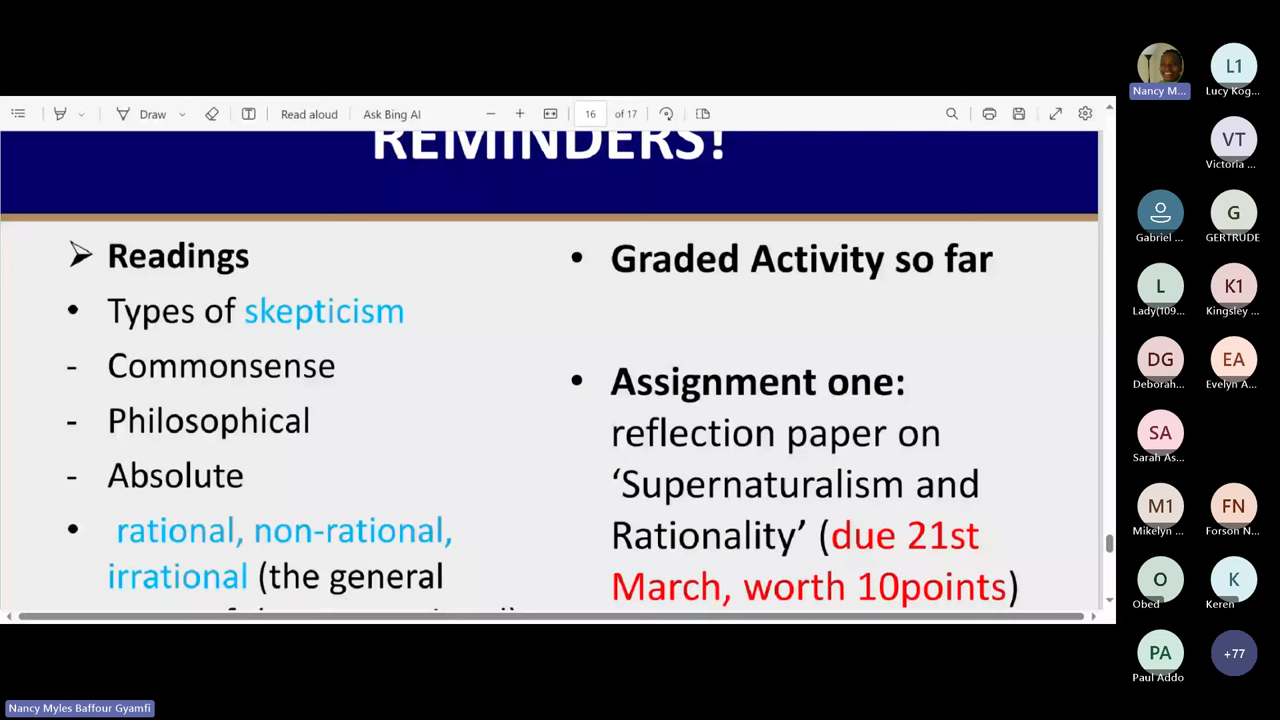 Draw
Read aloud
Ask Bing AI
16
of 17
REMINDERS!
Readings
• Types of skepticism
- Commonsense
- Philosophical
- Absolute
• rational, non-rational,
irrational (the general
• Graded Activity so far
• Assignment one:
reflection paper on
‘Supernaturalism and
Rationality’ (due 21st
March, worth 10points)
Nancy M...
L1
Lucy Kog...
VT
Victoria ...
Gabriel ...
G
GERTRUDE
L
Lady(109...
K1
Kingsley ...
DG
Deborah...
EA
Evelyn A...
SA
Sarah As...
M1
Mikelyn ...
FN
Forson N...
O
Obed
K
Keren
PA
Paul Addo
+77
Nancy Myles Baffour Gyamfi